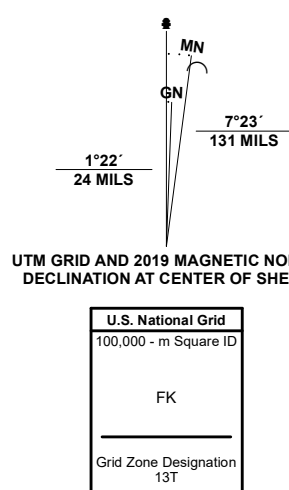 MN
GN
7°23´
131 MILS
1°22´
24 MILS
UTM GRID AND 2019 MAGNETIC NO
DECLINATION AT CENTER OF SHE
U.S. National Grid
100,000 - m Square ID
FK
Grid Zone Designation
13T